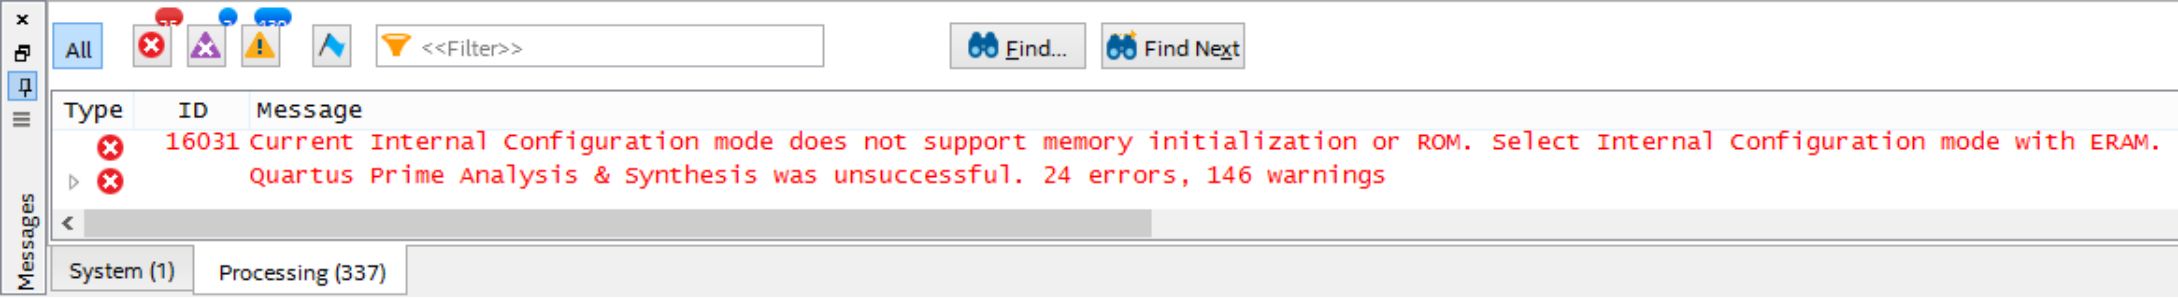 All
<<Filter>>
Find...
Find Next
Type ID Message
16031 Current Internal Configuration mode does not support memory initialization or ROM. Select Internal Configuration mode with ERAM.
Quartus Prime Analysis & Synthesis was unsuccessful. 24 errors, 146 warnings
Messages
System (1)
Processing (337)